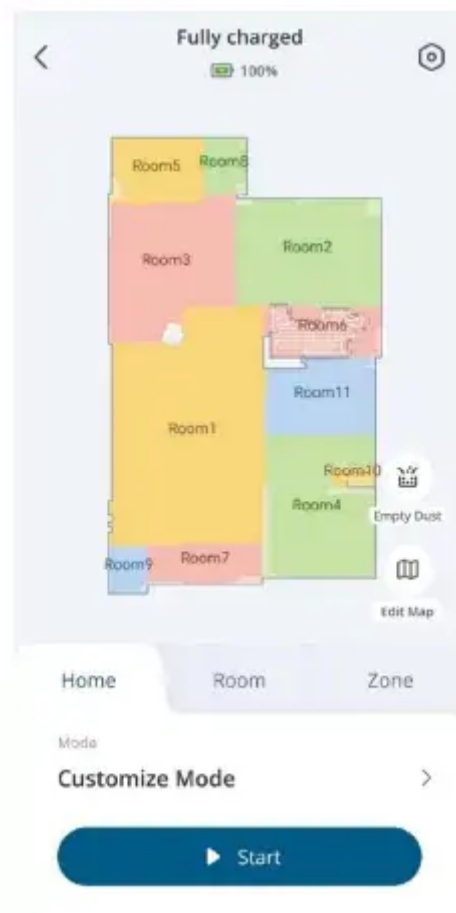 Fully charged
100%
Room5
Room8
Room3
Room2
Room6
Room11
Room1
Room10
Room4
Empty Dust
Room9
Room7
Edit Map
Home
Room
Zone
Mode
Customize Mode
Start